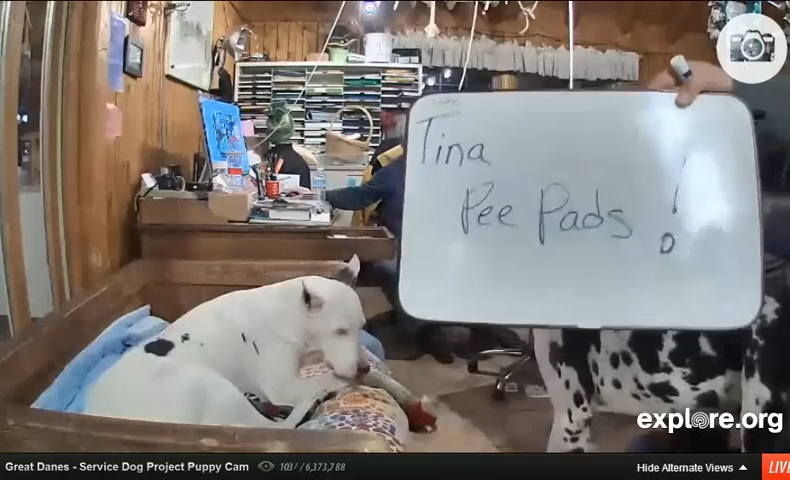 Tina
Pee Pads!
explore.org
Great Danes - Service Dog Project Puppy Cam
103 / 6,373,788
Hide Alternate Views
LIVE